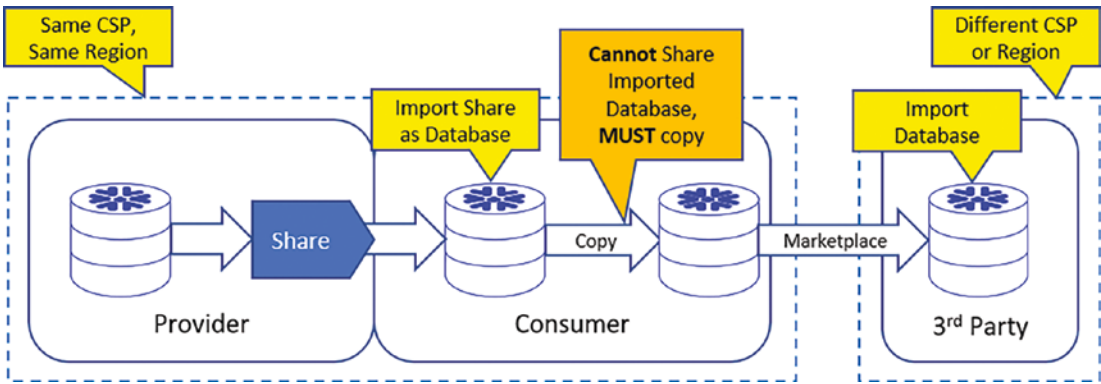 Same CSP,
Same Region
Different CSP
or Region
Cannot Share
Imported
Database,
MUST copy
Import Share
as Database
Import
Database
Share
Copy
Marketplace
Provider
Consumer
3rd Party